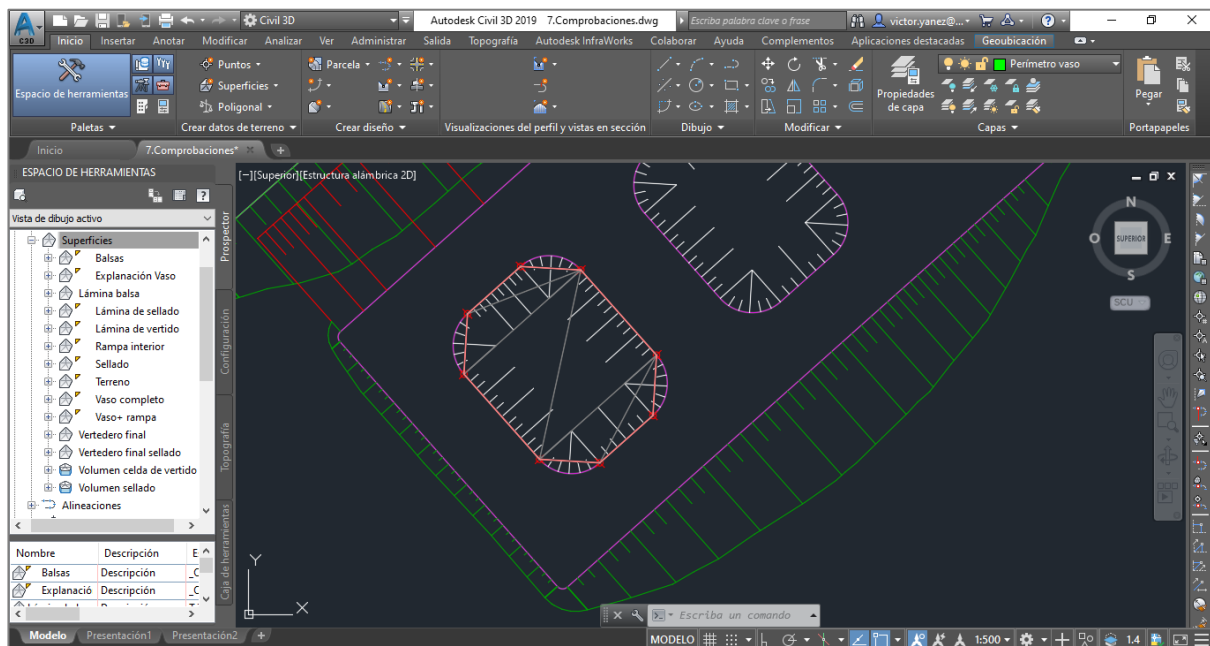 Civil 3D
Autodesk Civil 3D 2019 7.Comprobaciones.dwg
Escriba palabra clave o frase
victor.yanez@...
C3D
Inicio Insertar Anotar Modificar Analizar Ver Administrar Salida Topografía Autodesk InfraWorks Colaborar Ayuda Complementos Aplicaciones destacadas Geoubicación
Espacio de herramientas
Puntos
Superficies
Poligonal
Parcela
Propiedades de capa
Perímetro vaso
Pegar
Paletas Crear datos de terreno Crear diseño Visualizaciones del perfil y vistas en sección Dibujo Modificar Capas Portapapeles
Inicio 7.Comprobaciones*
ESPACIO DE HERRAMIENTAS
Vista de dibujo activo
Superficies
Balsas
Explanación Vaso
Lámina balsa
Lámina de sellado
Lámina de vertido
Rampa interior
Sellado
Terreno
Vaso completo
Vaso+ rampa
Vertedero final
Vertedero final sellado
Volumen celda de vertido
Volumen sellado
Alineaciones
Nombre Descripción E
Balsas Descripción _C
Explanació Descripción _C
Prospector
Configuración
Topografía
Caja de herramientas
[−][Superior][Estructura alámbrica 2D]
N
O SUPERIOR E
S
SCU
Y
X
Escriba un comando
Modelo Presentación1 Presentación2 +
MODELO 1:500 1.4